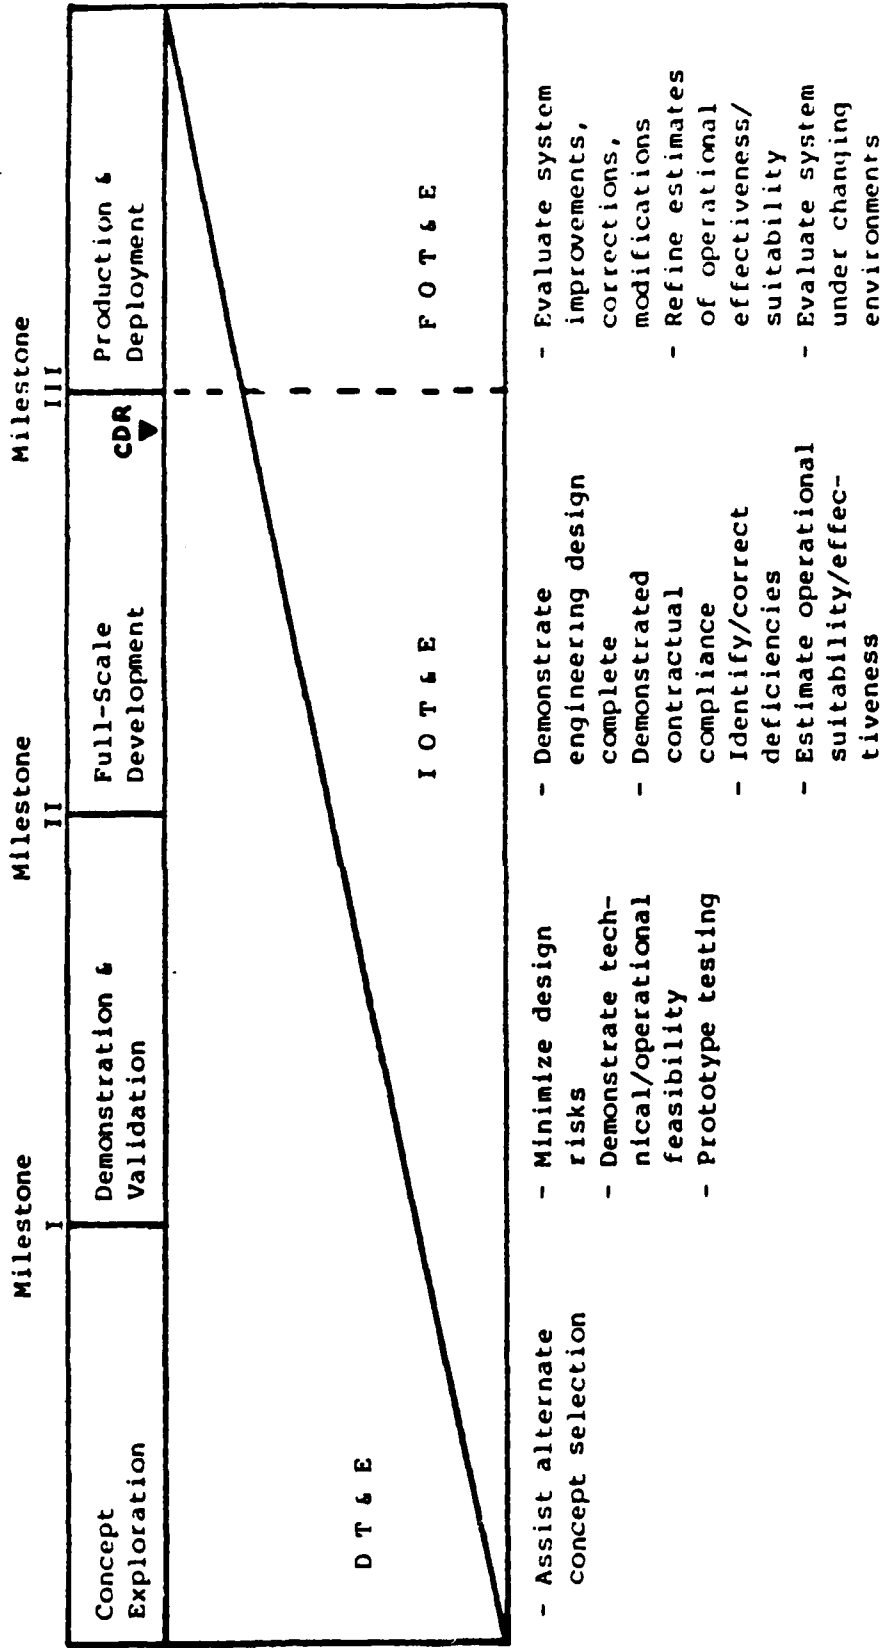 Milestone
I
Milestone
II
Milestone
III
Concept
Exploration
Demonstration &
Validation
Full-Scale
Development
CDR
Production &
Deployment
DT&E
IOT&E
FOT&E
- Assist alternate
concept selection
- Minimize design
risks
- Demonstrate tech-
nical/operational
feasibility
- Prototype testing
- Demonstrate
engineering design
complete
- Demonstrated
contractual
compliance
- Identify/correct
deficiencies
- Estimate operational
suitability/effec-
tiveness
- Evaluate system
improvements,
corrections,
modifications
- Refine estimates
of operational
effectiveness/
suitability
- Evaluate system
under changing
environments